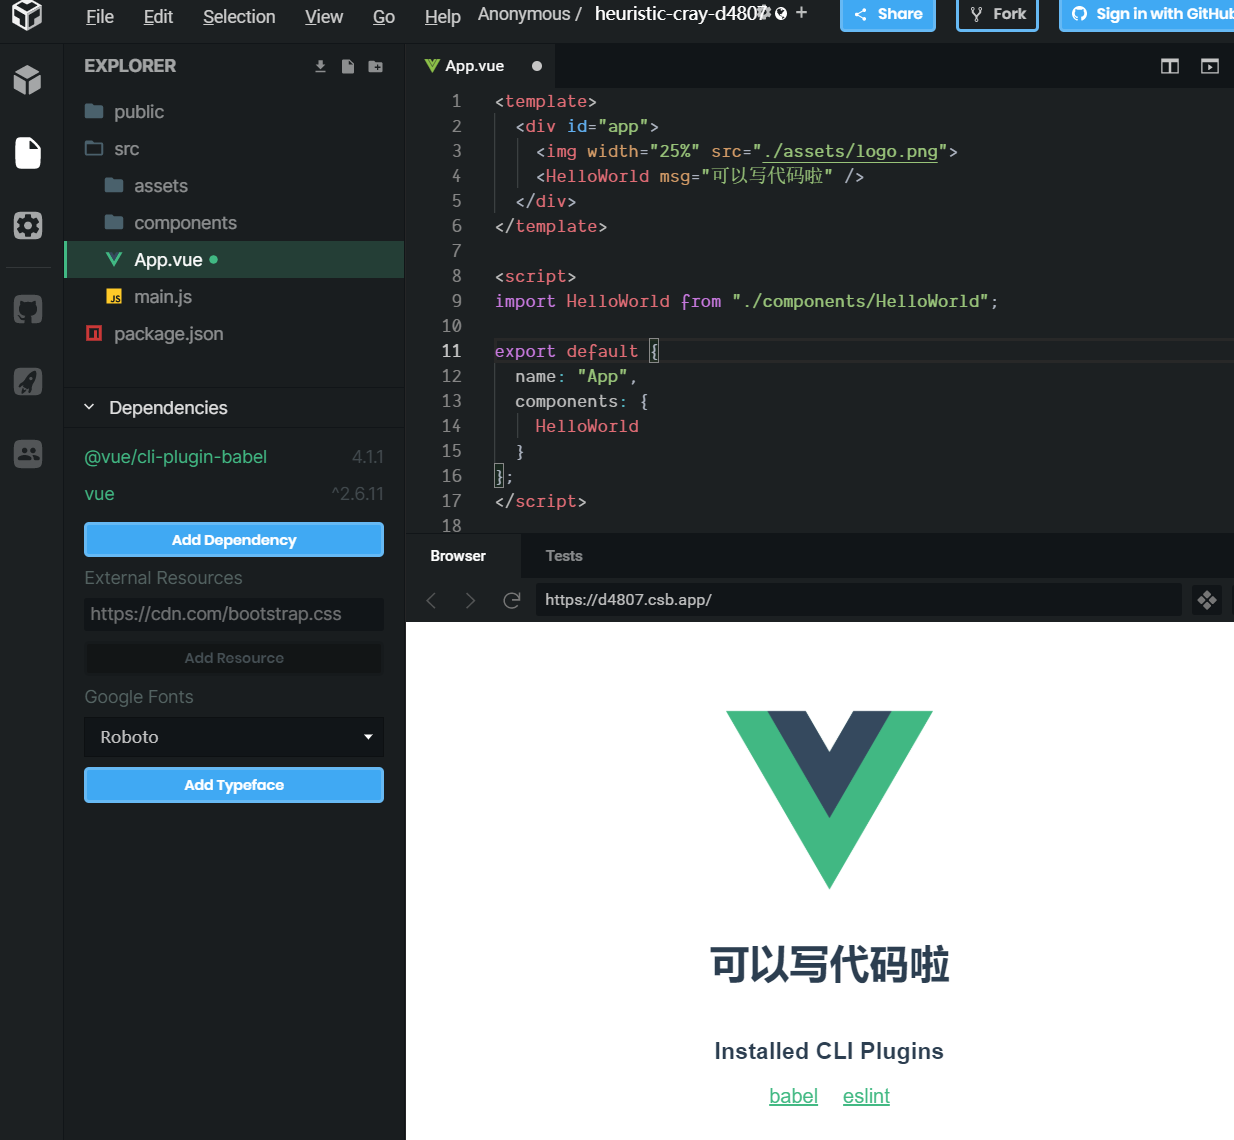 File Edit Selection View Go Help Anonymous / heuristic-cray-d4807 Share Fork Sign in with GitHub
EXPLORER
public
src
assets
components
App.vue
main.js
package.json
Dependencies
@vue/cli-plugin-babel 4.1.1
vue ^2.6.11
Add Dependency
External Resources
https://cdn.com/bootstrap.css
Add Resource
Google Fonts
Roboto
Add Typeface
App.vue
1 <template>
2 <div id="app">
3 <img width="25%" src="./assets/logo.png">
4 <HelloWorld msg="可以写代码啦" />
5 </div>
6 </template>
7
8 <script>
9 import HelloWorld from "./components/HelloWorld";
10
11 export default {
12 name: "App",
13 components: {
14 HelloWorld
15 }
16 };
17 </script>
18
Browser Tests
https://d4807.csb.app/
可以写代码啦
Installed CLI Plugins
babel eslint